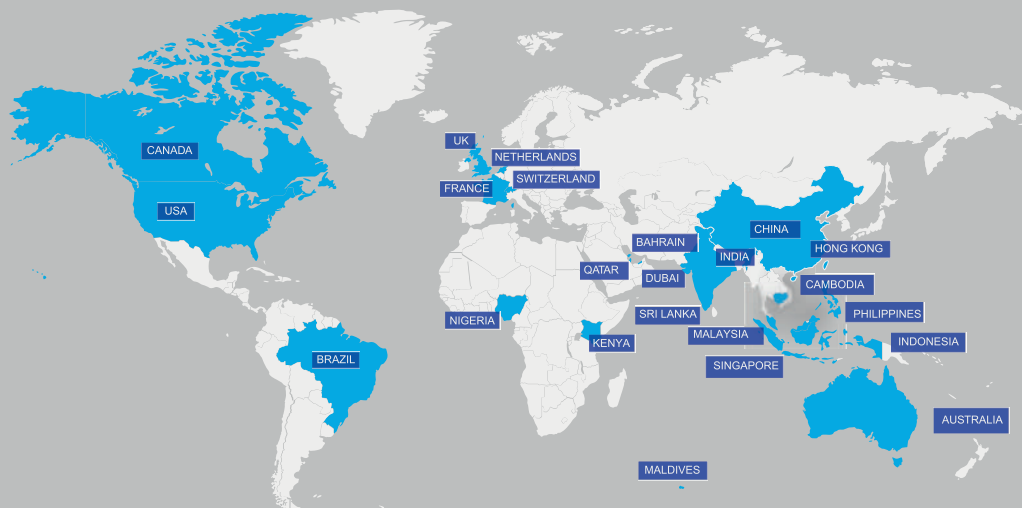 CANADA
USA
BRAZIL
UK
NETHERLANDS
SWITZERLAND
FRANCE
NIGERIA
KENYA
BAHRAIN
QATAR
DUBAI
INDIA
SRI LANKA
CHINA
HONG KONG
CAMBODIA
PHILIPPINES
MALAYSIA
INDONESIA
SINGAPORE
AUSTRALIA
MALDIVES